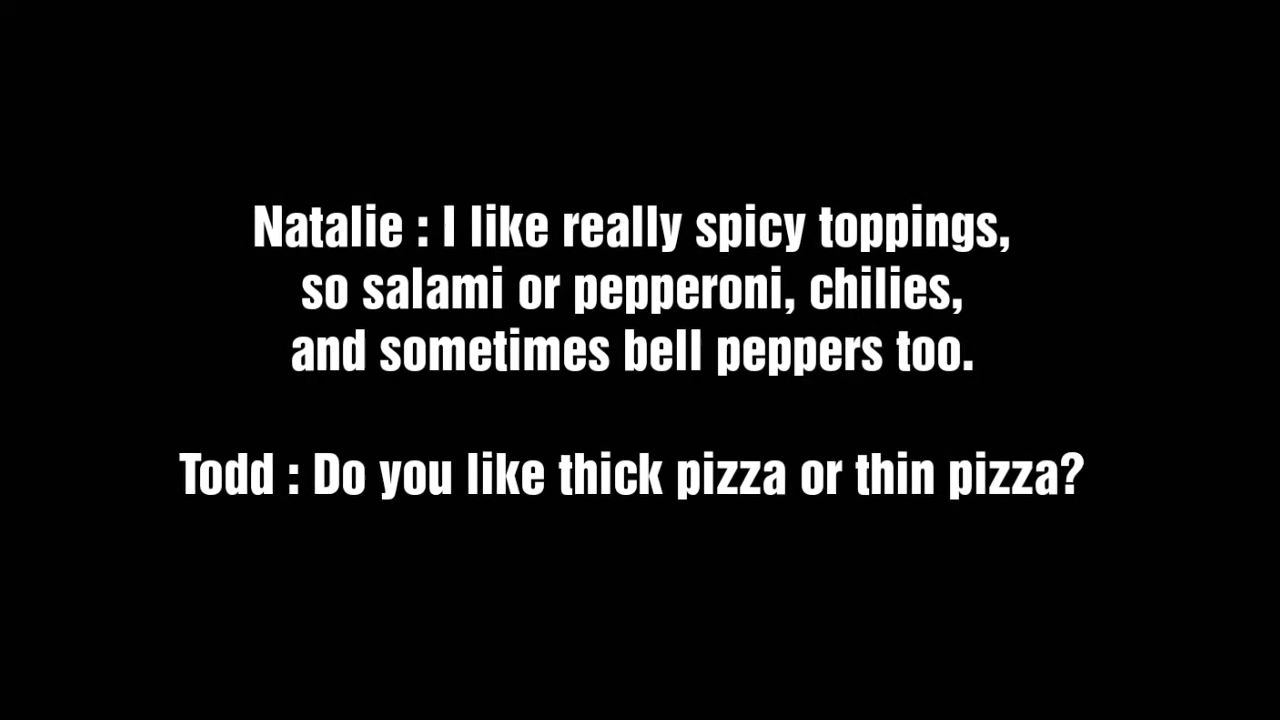 Natalie : I like really spicy toppings,
so salami or pepperoni, chilies,
and sometimes bell peppers too.
Todd : Do you like thick pizza or thin pizza?